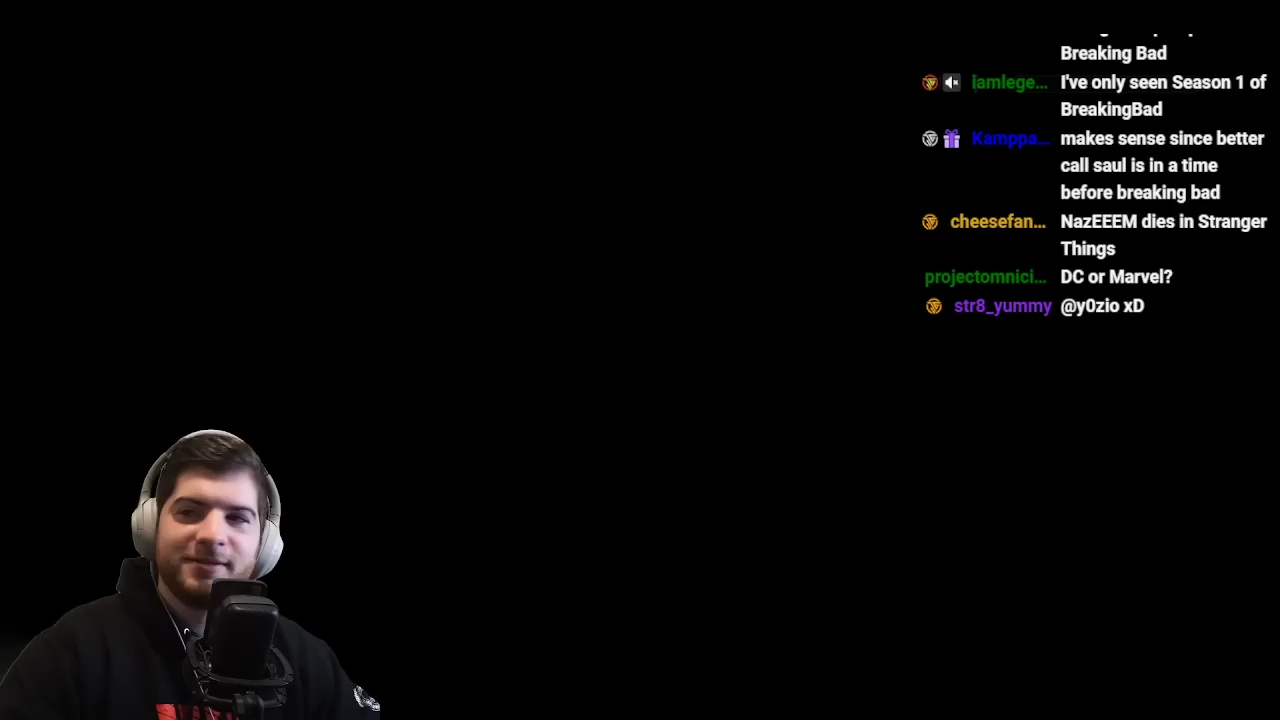 Breaking Bad
iamlege... I've only seen Season 1 of
BreakingBad
Kamppa... makes sense since better
call saul is in a time
before breaking bad
cheesefan... NazEEEM dies in Stranger
Things
projectomnici... DC or Marvel?
str8_yummy @y0zio xD